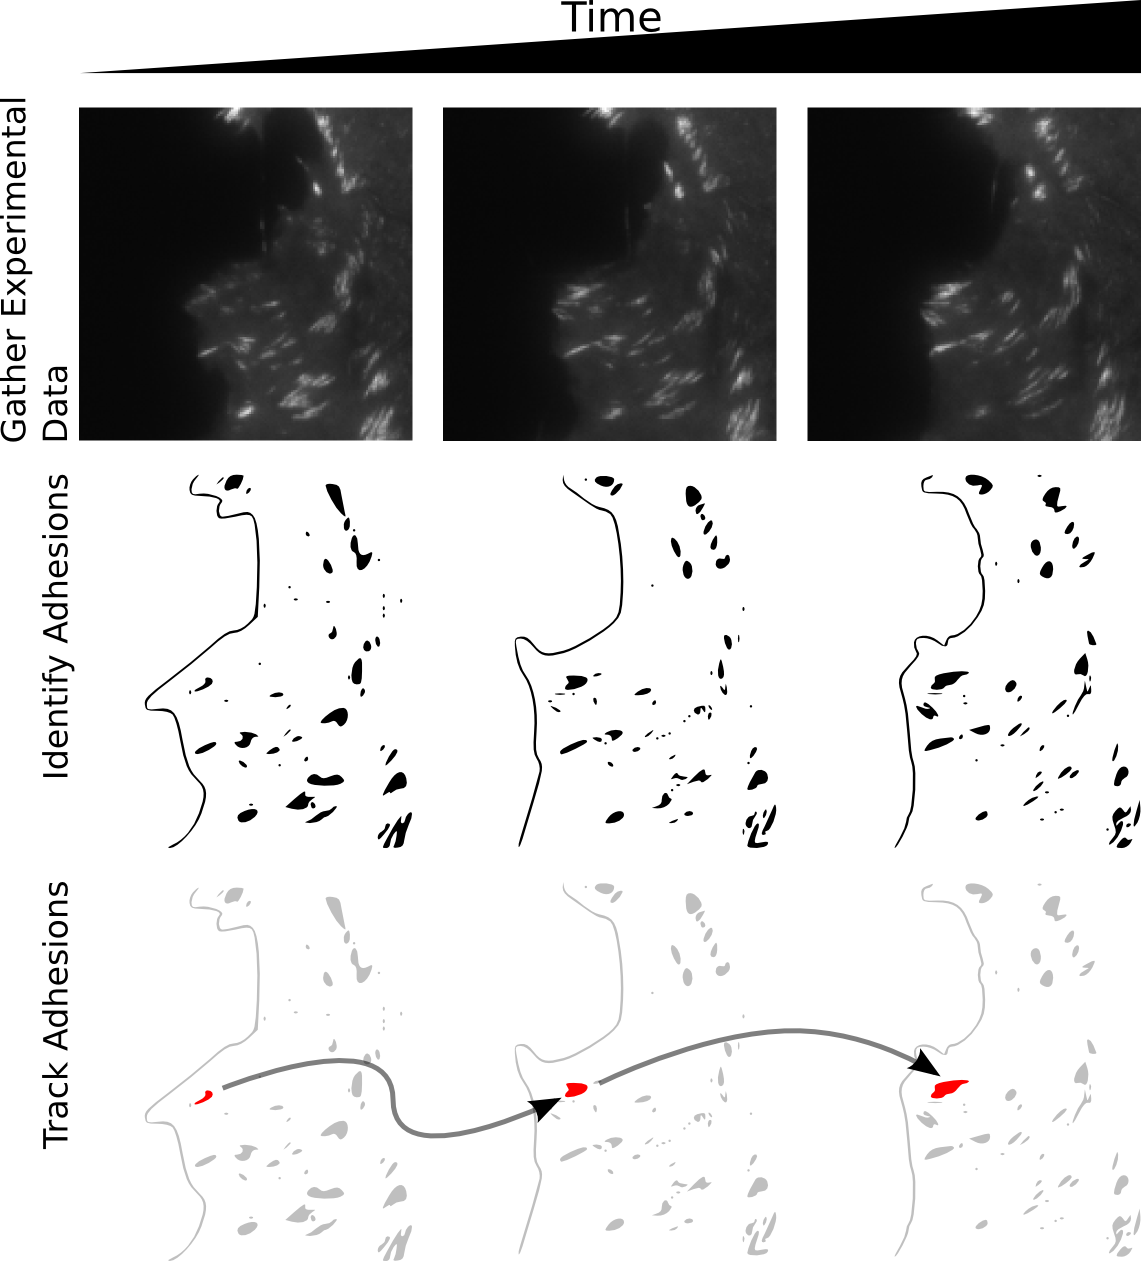 Time
Gather Experimental
Data
Identify Adhesions
Track Adhesions